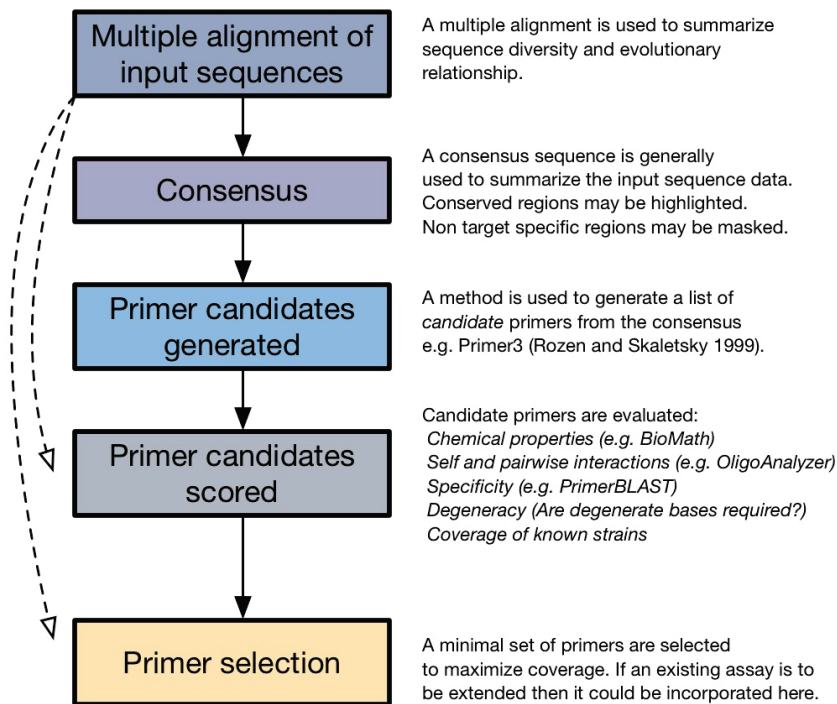 Multiple alignment of
input sequences
A multiple alignment is used to summarize
sequence diversity and evolutionary
relationship.
Consensus
A consensus sequence is generally
used to summarize the input sequence data.
Conserved regions may be highlighted.
Non target specific regions may be masked.
Primer candidates
generated
A method is used to generate a list of
candidate primers from the consensus
e.g. Primer3 (Rozen and Skaletsky 1999).
Primer candidates
scored
Candidate primers are evaluated:
Chemical properties (e.g. BioMath)
Self and pairwise interactions (e.g. OligoAnalyzer)
Specificity (e.g. PrimerBLAST)
Degeneracy (Are degenerate bases required?)
Coverage of known strains
Primer selection
A minimal set of primers are selected
to maximize coverage. If an existing assay is to
be extended then it could be incorporated here.